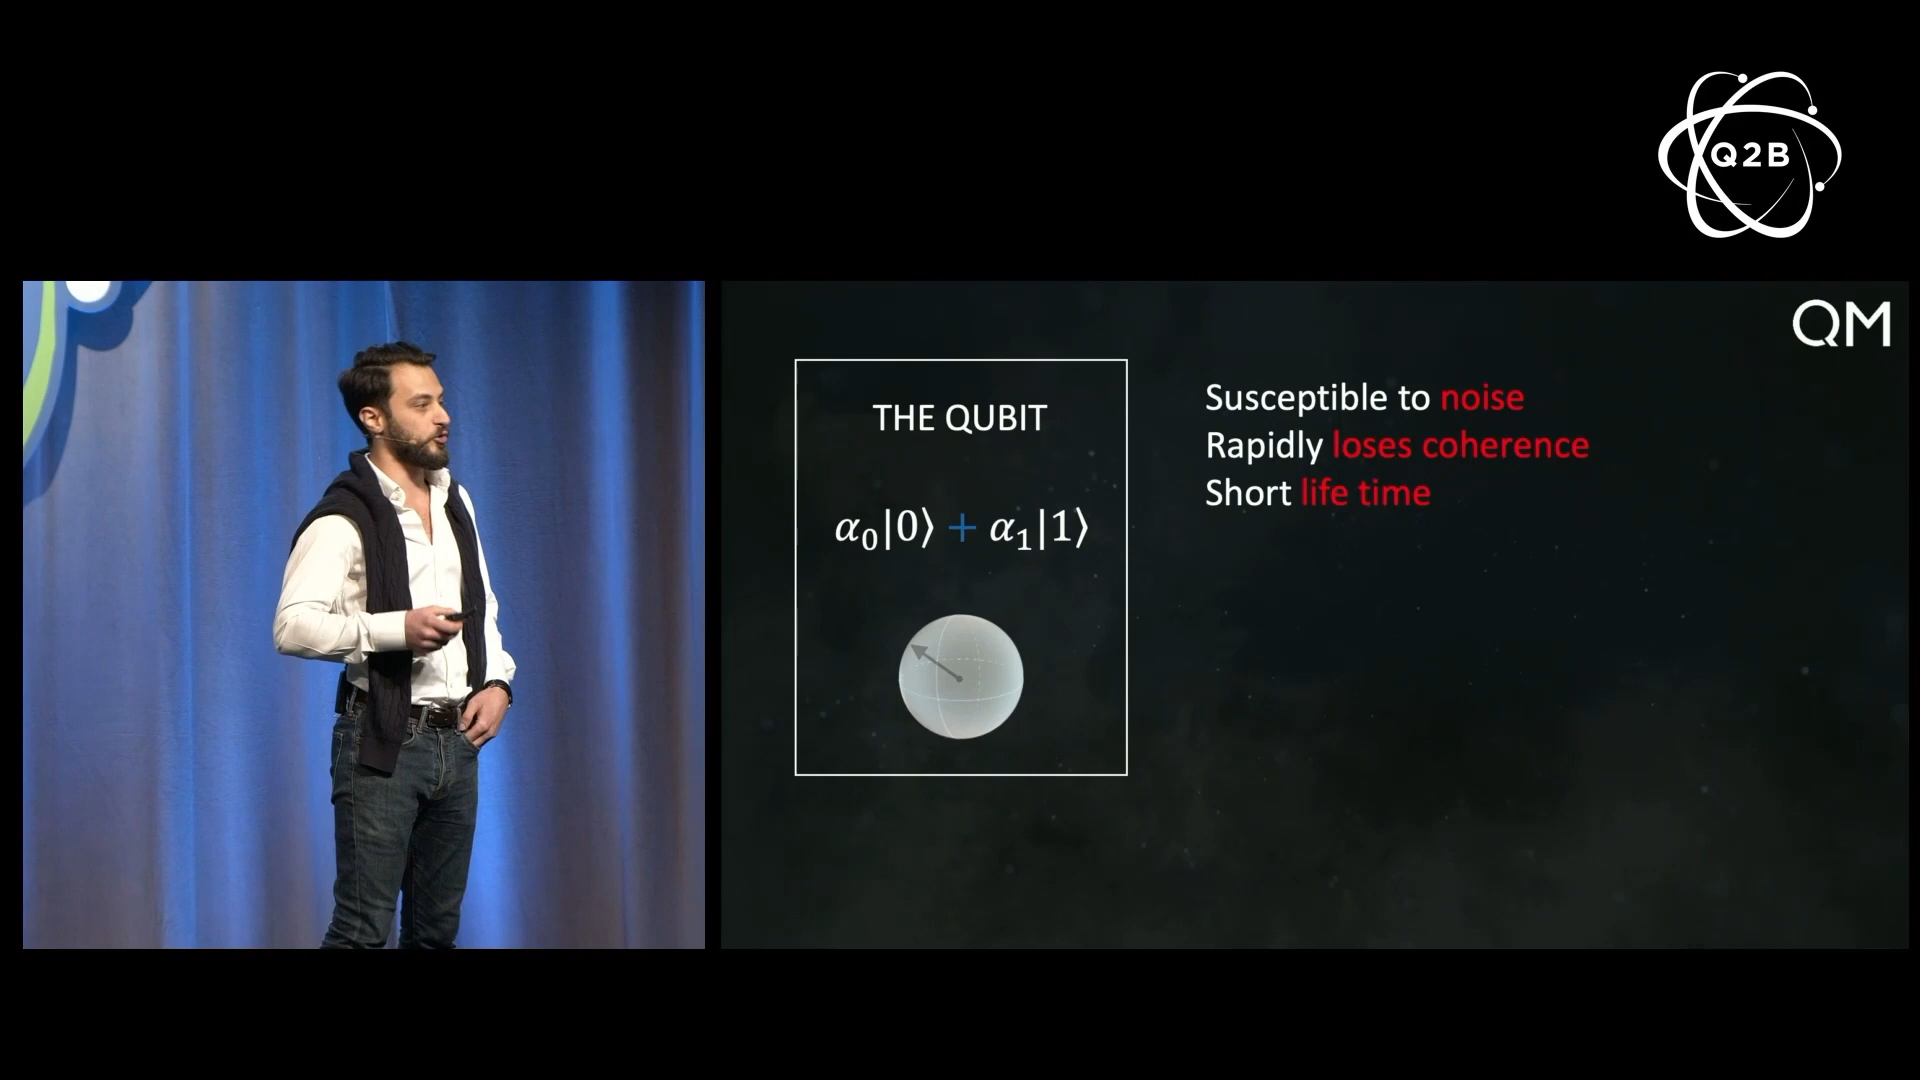 Q2B
QM
THE QUBIT
α₀|0⟩ + α₁|1⟩
Susceptible to noise
Rapidly loses coherence
Short life time